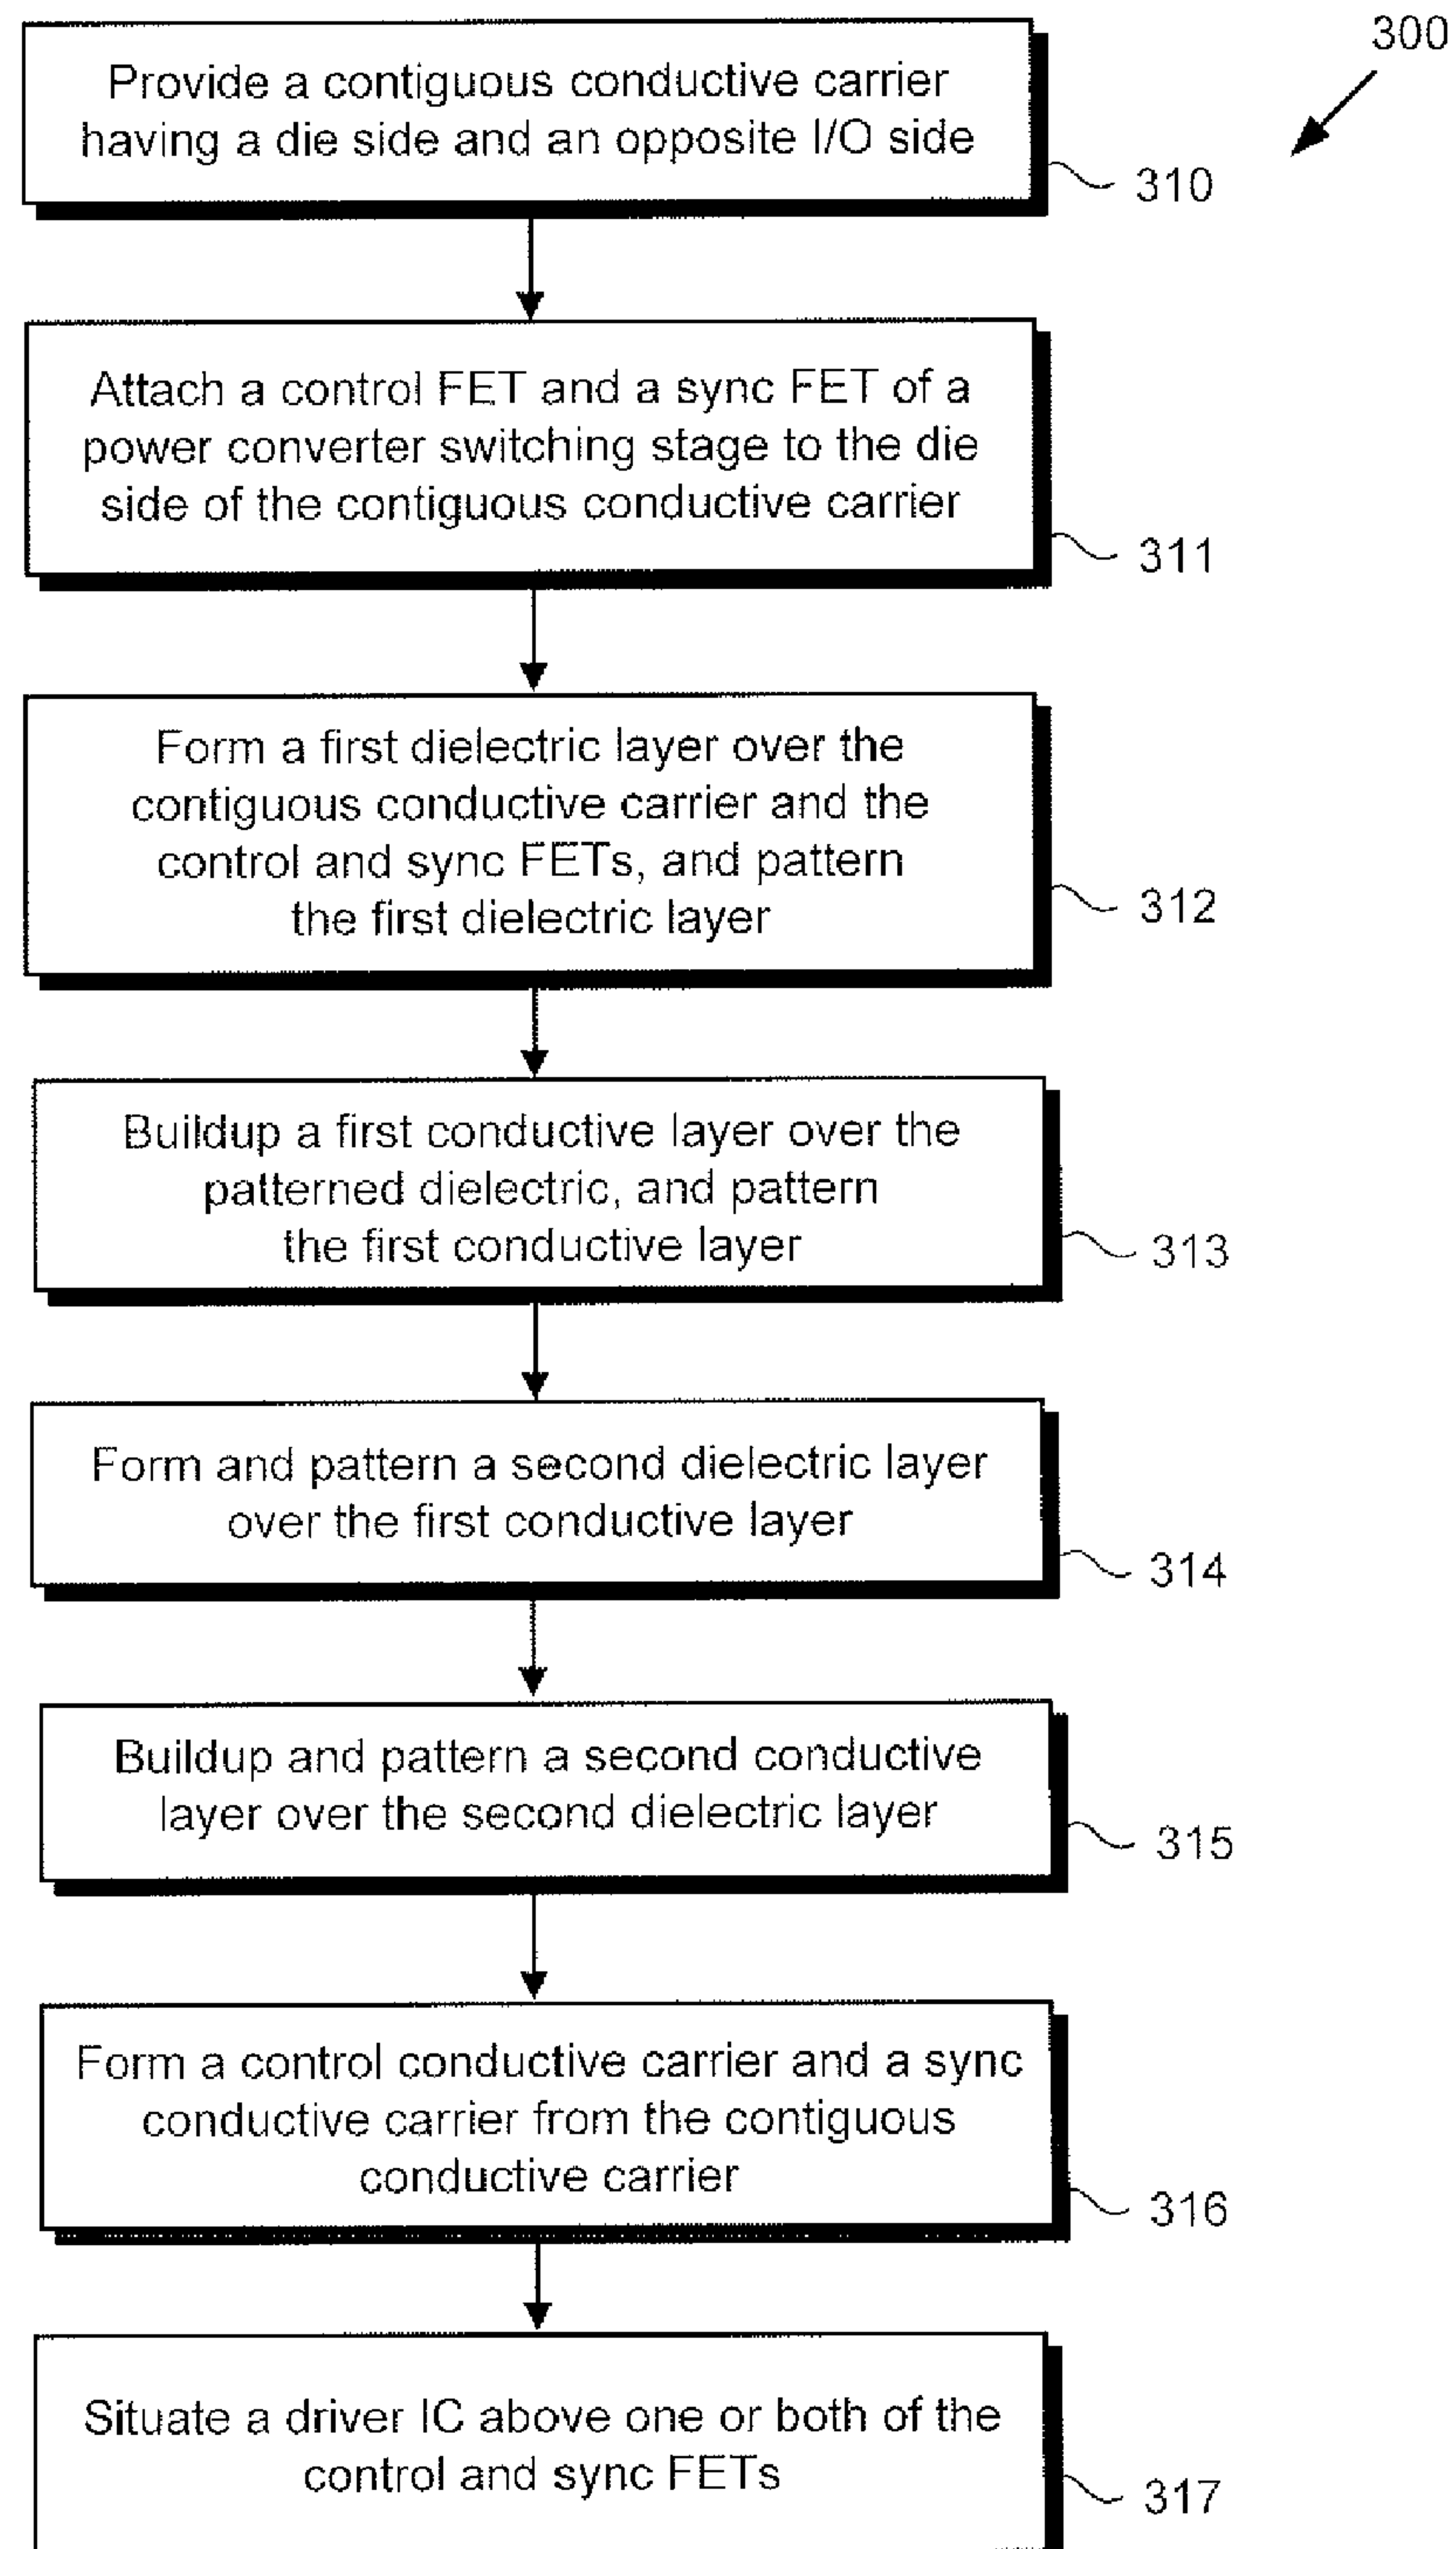 300
Provide a contiguous conductive carrier
having a die side and an opposite I/O side
310
Attach a control FET and a sync FET of a
power converter switching stage to the die
side of the contiguous conductive carrier
311
Form a first dielectric layer over the
contiguous conductive carrier and the
control and sync FETs, and pattern
the first dielectric layer
312
Buildup a first conductive layer over the
patterned dielectric, and pattern
the first conductive layer
313
Form and pattern a second dielectric layer
over the first conductive layer
314
Buildup and pattern a second conductive
layer over the second dielectric layer
315
Form a control conductive carrier and a sync
conductive carrier from the contiguous
conductive carrier
316
Situate a driver IC above one or both of the
control and sync FETs
317